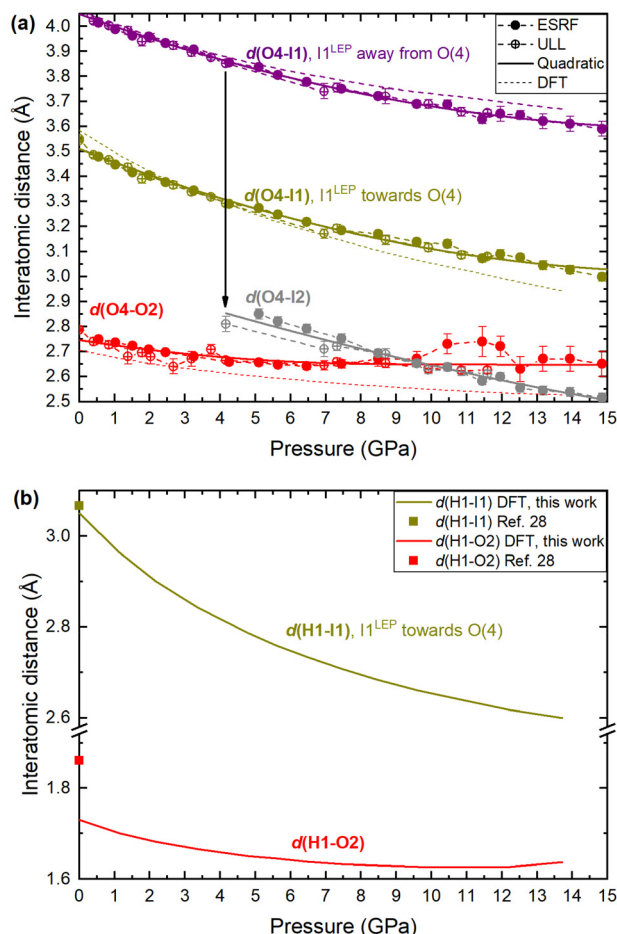 (a)
4.0
3.9
3.8
3.7
3.6
3.5
3.4
3.3
3.2
3.1
3.0
2.9
2.8
2.7
2.6
2.5
Interatomic distance (Å)
d(O4-I1), I1^LEP away from O(4)
ESRF
ULL
Quadratic
DFT
d(O4-I1), I1^LEP towards O(4)
d(O4-I2)
d(O4-O2)
0 1 2 3 4 5 6 7 8 9 10 11 12 13 14 15
Pressure (GPa)
(b)
3.0
2.8
2.6
1.8
1.6
Interatomic distance (Å)
d(H1-I1) DFT, this work
d(H1-I1) Ref. 28
d(H1-O2) DFT, this work
d(H1-O2) Ref. 28
d(H1-I1), I1^LEP towards O(4)
d(H1-O2)
0 1 2 3 4 5 6 7 8 9 10 11 12 13 14 15
Pressure (GPa)